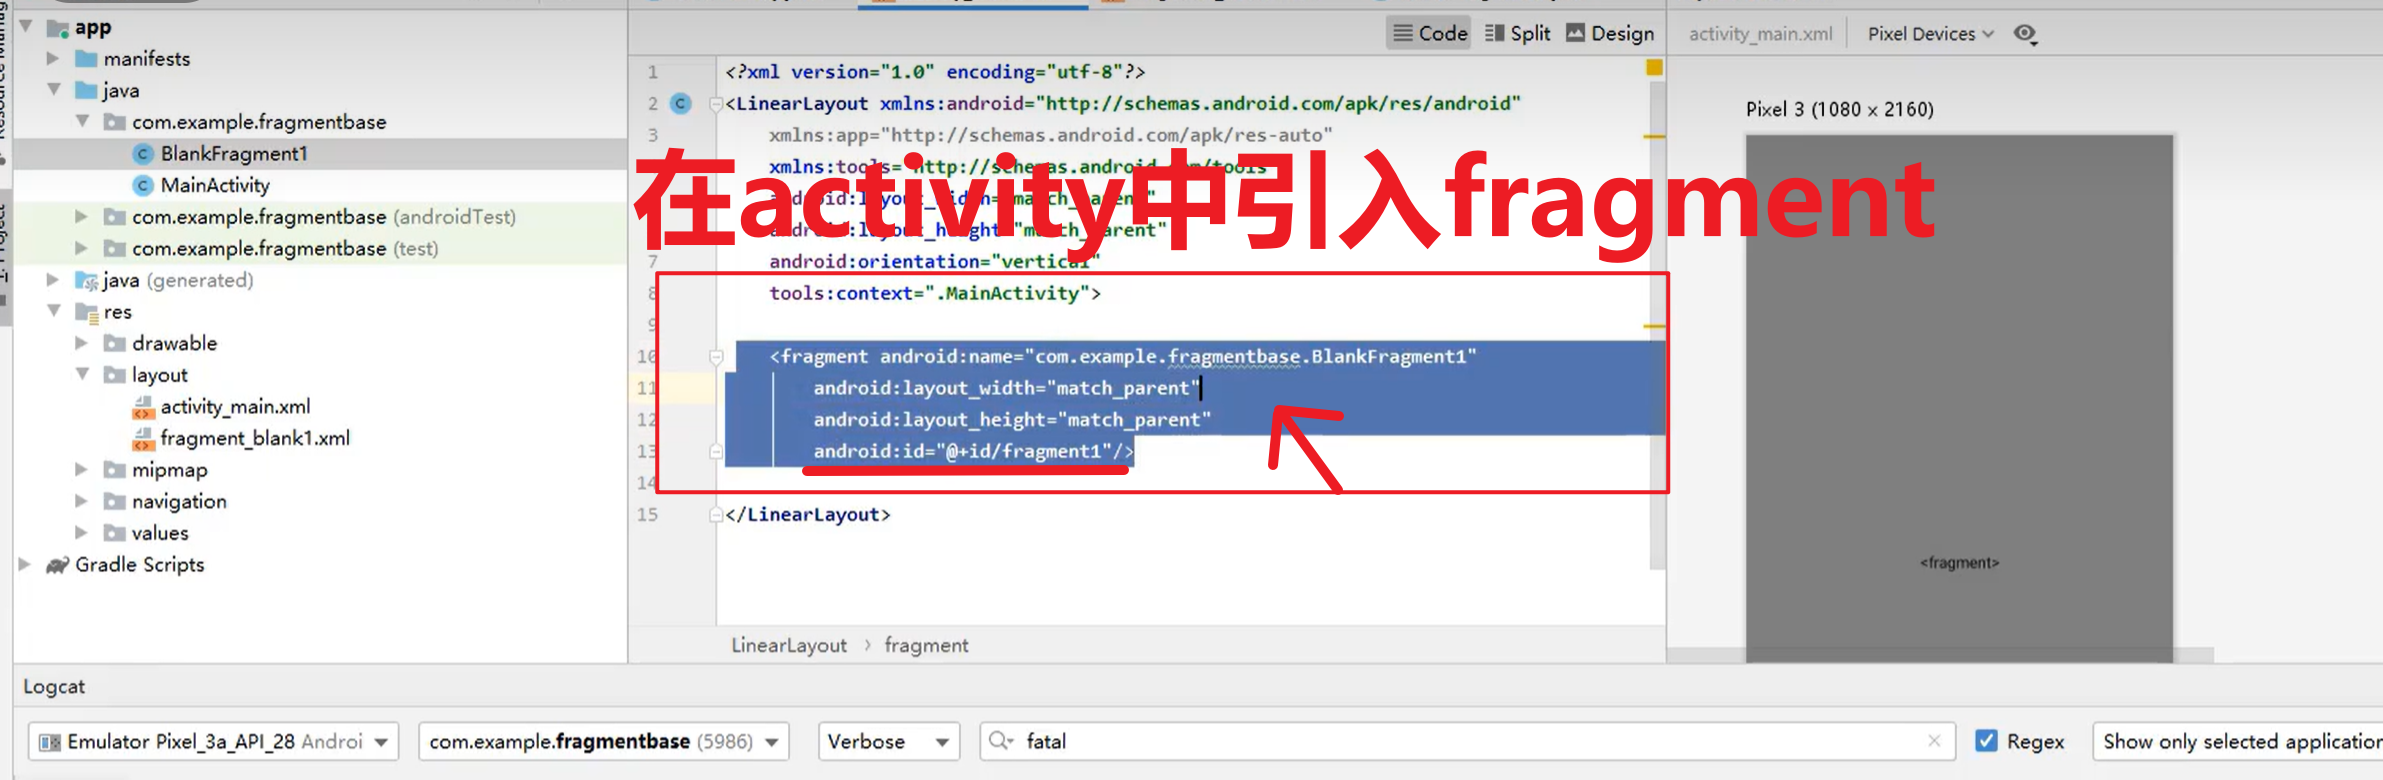 app
manifests
java
com.example.fragmentbase
BlankFragment1
MainActivity
com.example.fragmentbase (androidTest)
com.example.fragmentbase (test)
java (generated)
res
drawable
layout
activity_main.xml
fragment_blank1.xml
mipmap
navigation
values
Gradle Scripts
Code Split Design
1 <?xml version="1.0" encoding="utf-8"?>
2 <LinearLayout xmlns:android="http://schemas.android.com/apk/res/android"
3 xmlns:app="http://schemas.android.com/apk/res-auto"
xmlns:tools="http://schemas.android.com/tools"
android:layout_width="match_parent"
android:layout_height="match_parent"
7 android:orientation="vertical"
8 tools:context=".MainActivity">
9
10 <fragment android:name="com.example.fragmentbase.BlankFragment1"
11 android:layout_width="match_parent"
12 android:layout_height="match_parent"
13 android:id="@+id/fragment1"/>
14
15 </LinearLayout>
在activity中引入fragment
LinearLayout › fragment
activity_main.xml Pixel Devices
Pixel 3 (1080 x 2160)
<fragment>
Logcat
Emulator Pixel_3a_API_28 Androi com.example.fragmentbase (5986) Verbose fatal Regex Show only selected application